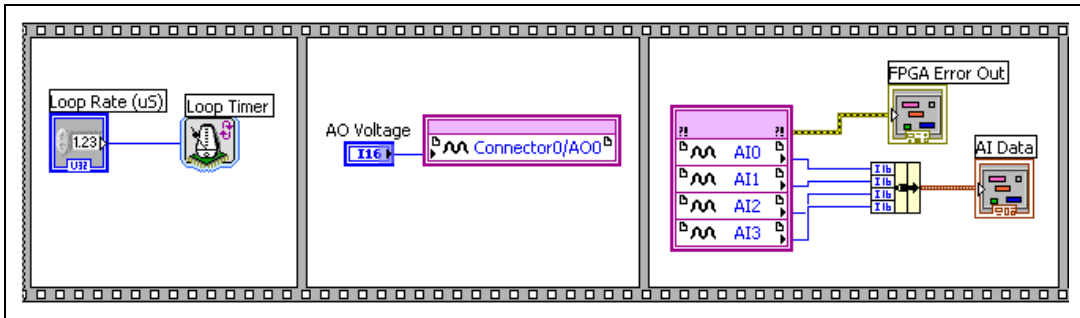 Loop Rate (uS)
1.23
U32
Loop Timer
AO Voltage
I16
Connector0/AO0
FPGA Error Out
?! ?!
AI0
AI1
AI2
AI3
I16
I16
I16
I16
AI Data